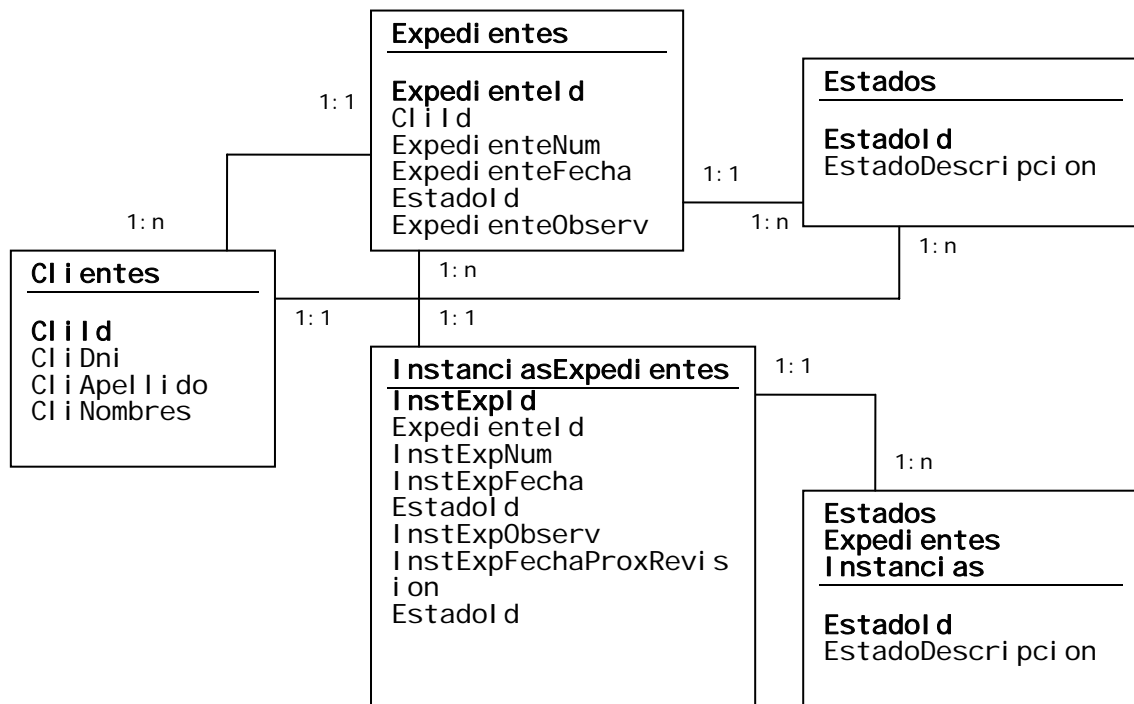 Expedientes
ExpedienteId
CliId
ExpedienteNum
ExpedienteFecha
EstadoId
ExpedienteObserv
Estados
EstadoId
EstadoDescripcion
1:1
1:1
1:n
1:n
1:n
1:n
Clientes
CliId
CliDni
CliApellido
CliNombres
1:1
1:1
InstanciasExpedientes
InstExpId
ExpedienteId
InstExpNum
InstExpFecha
EstadoId
InstExpObserv
InstExpFechaProxRevis
ion
EstadoId
1:1
1:n
Estados
Expedientes
Instancias
EstadoId
EstadoDescripcion